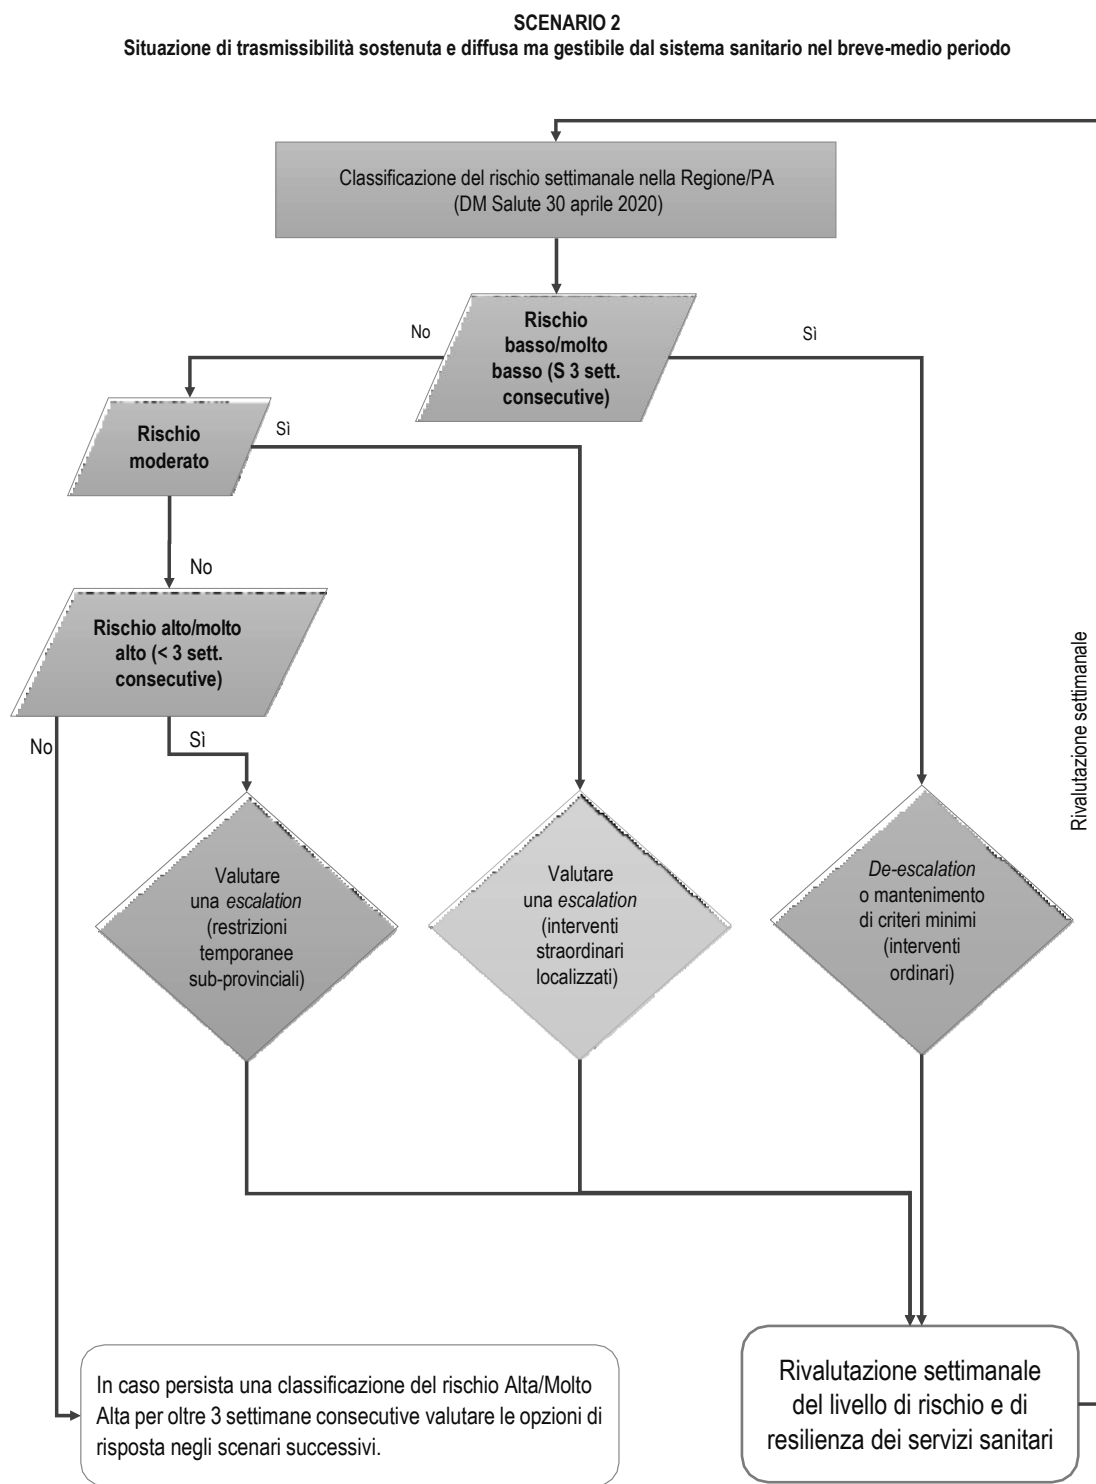 SCENARIO 2
Situazione di trasmissibilità sostenuta e diffusa ma gestibile dal sistema sanitario nel breve-medio periodo
Classificazione del rischio settimanale nella Regione/PA
(DM Salute 30 aprile 2020)
Rischio
basso/molto
basso (S 3 sett.
consecutive)
No
Sì
Rischio
moderato
Sì
No
Rischio alto/molto
alto (< 3 sett.
consecutive)
No
Sì
Rivalutazione settimanale
Valutare
una escalation
(restrizioni
temporanee
sub-provinciali)
Valutare
una escalation
(interventi
straordinari
localizzati)
De-escalation
o mantenimento
di criteri minimi
(interventi
ordinari)
In caso persista una classificazione del rischio Alta/Molto
Alta per oltre 3 settimane consecutive valutare le opzioni di
risposta negli scenari successivi.
Rivalutazione settimanale
del livello di rischio e di
resilienza dei servizi sanitari